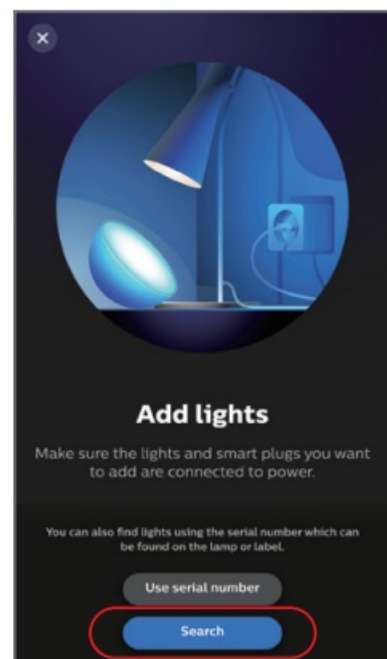 Add lights
Make sure the lights and smart plugs you want
to add are connected to power.
You can also find lights using the serial number which can
be found on the lamp or label.
Use serial number
Search